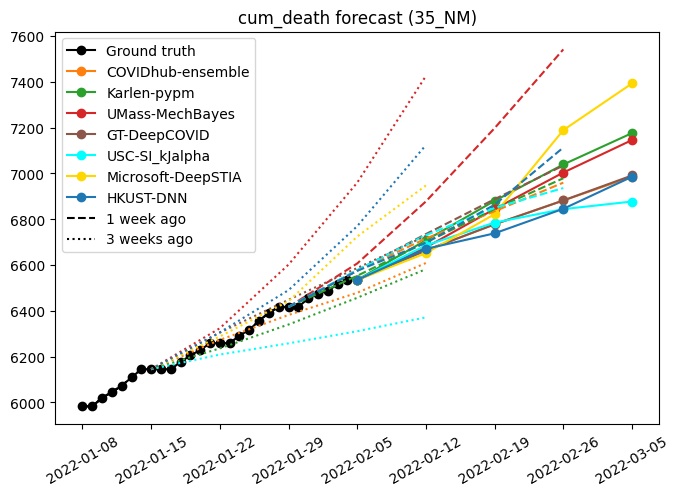 cum_death forecast (35_NM)
7600
7400
7200
7000
6800
6600
6400
6200
6000
Ground truth
COVIDhub-ensemble
Karlen-pypm
UMass-MechBayes
GT-DeepCOVID
USC-SI_kJalpha
Microsoft-DeepSTIA
HKUST-DNN
1 week ago
3 weeks ago
2022-01-08
2022-01-15
2022-01-22
2022-01-29
2022-02-05
2022-02-12
2022-02-19
2022-02-26
2022-03-05